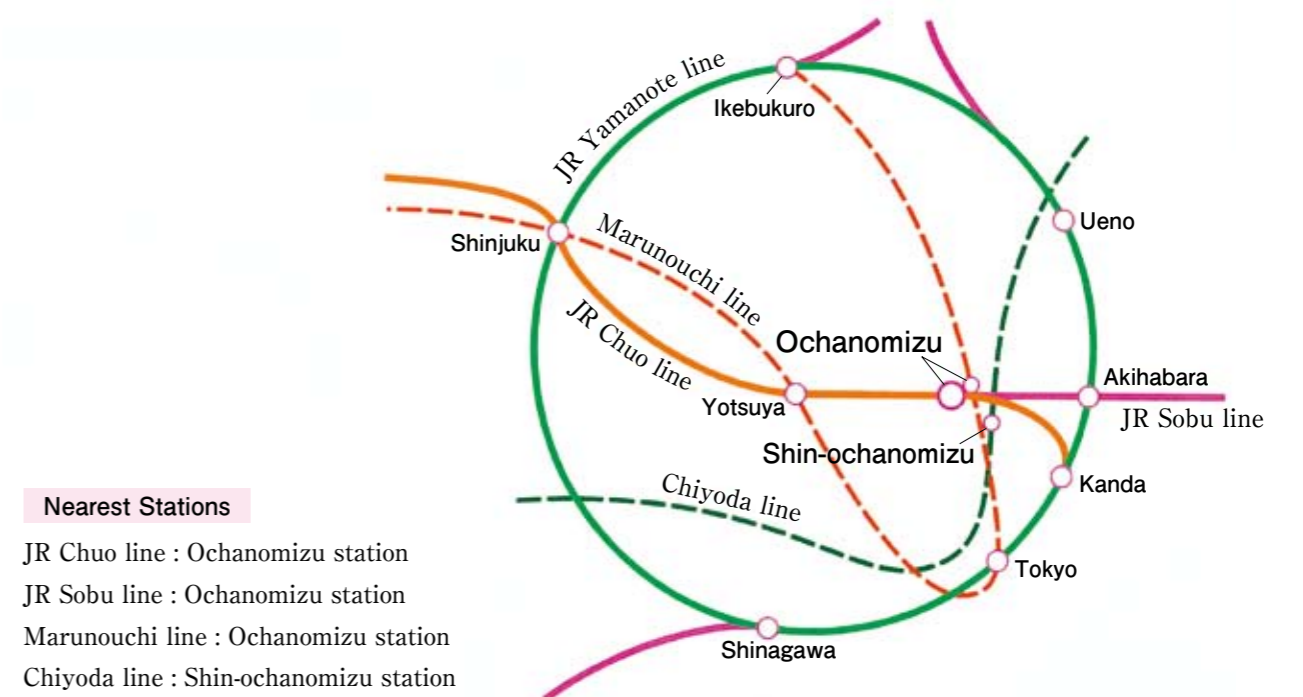 JR Yamanote line
Ikebukuro
Ueno
Shinjuku
Marunouchi line
JR Chuo line
Ochanomizu
Yotsuya
Akihabara
JR Sobu line
Shin-ochanomizu
Kanda
Chiyoda line
Tokyo
Shinagawa
Nearest Stations
JR Chuo line : Ochanomizu station
JR Sobu line : Ochanomizu station
Marunouchi line : Ochanomizu station
Chiyoda line : Shin-ochanomizu station